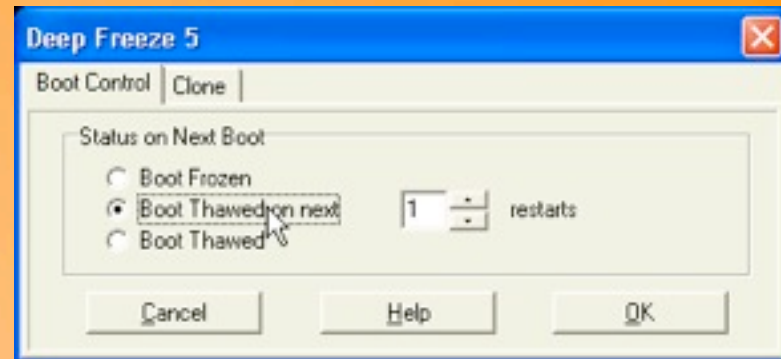 Deep Freeze 5
Boot Control Clone
Status on Next Boot
Boot Frozen
Boot Thawed on next 1 restarts
Boot Thawed
Cancel Help OK